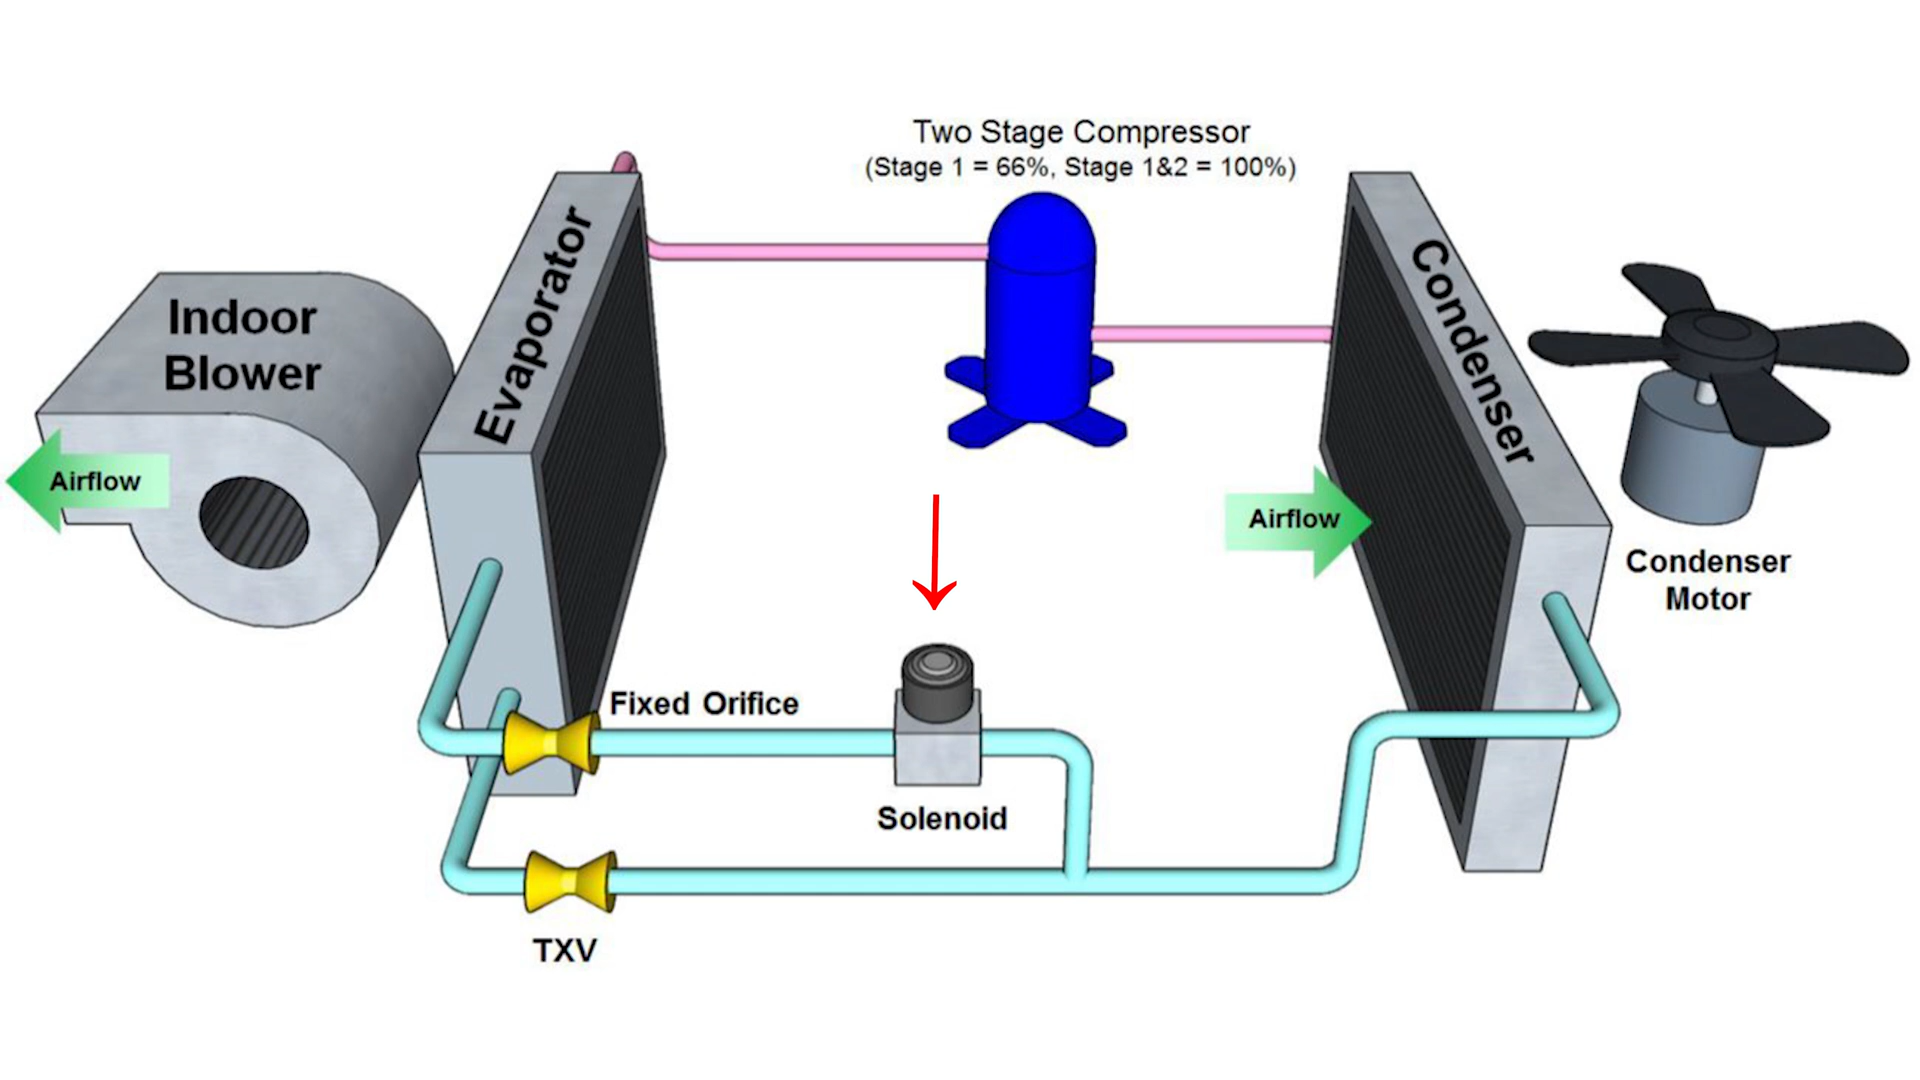 Two Stage Compressor
(Stage 1 = 66%, Stage 1&2 = 100%)
Indoor
Blower
Evaporator
Condenser
Airflow
Airflow
Condenser
Motor
Fixed Orifice
Solenoid
TXV